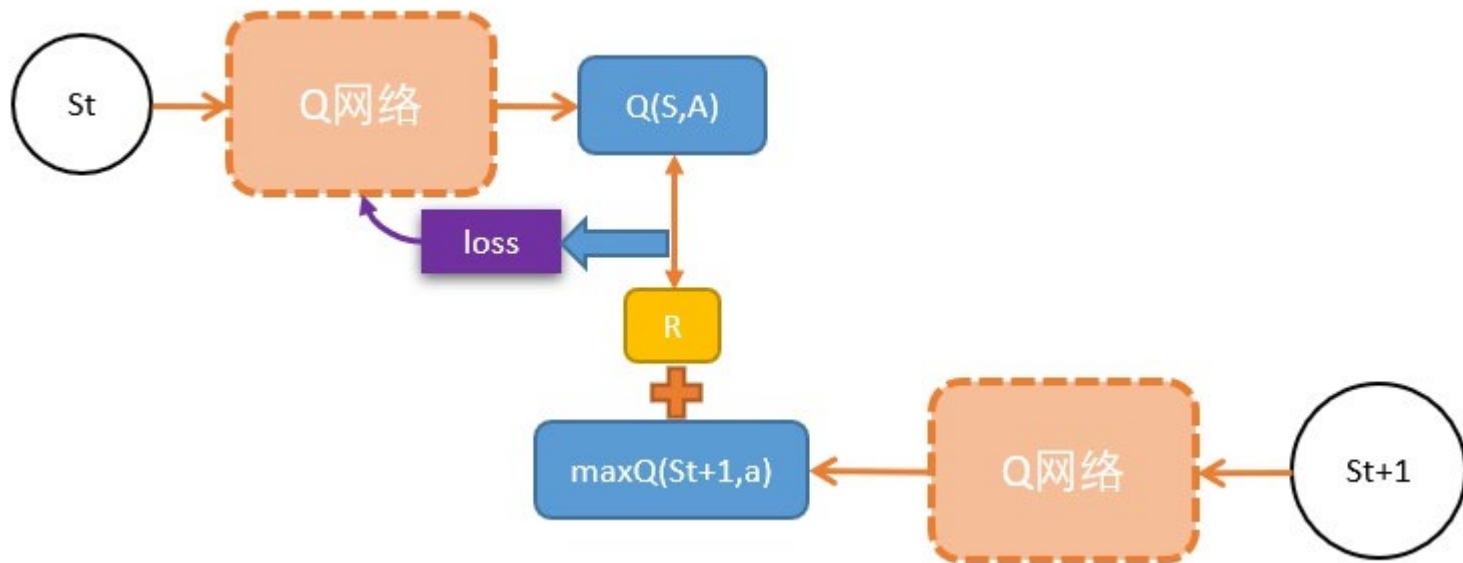 St
Q网络
Q(S,A)
loss
R
maxQ(St+1,a)
Q网络
St+1